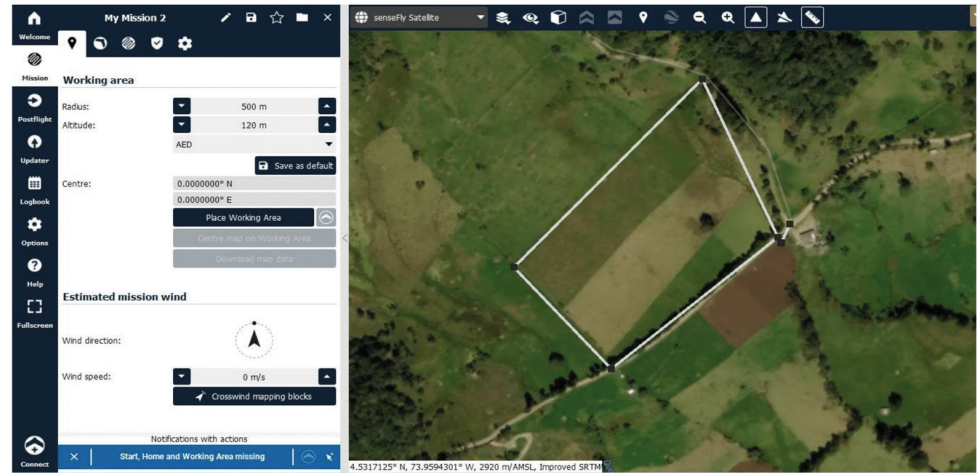 My Mission 2
senseFly Satellite
Welcome
Mission
Postflight
Updater
Logbook
Options
Help
Fullscreen
Connect
Working area
Radius:
500 m
Altitude:
120 m
AED
Save as default
Centre:
0.0000000° N
0.0000000° E
Place Working Area
Centre map on Working Area
Download map data
Estimated mission wind
Wind direction:
Wind speed:
0 m/s
Crosswind mapping blocks
Notifications with actions
Start, Home and Working Area missing
4.5317125° N, 73.9594301° W, 2920 m/AMSL, Improved SRTM